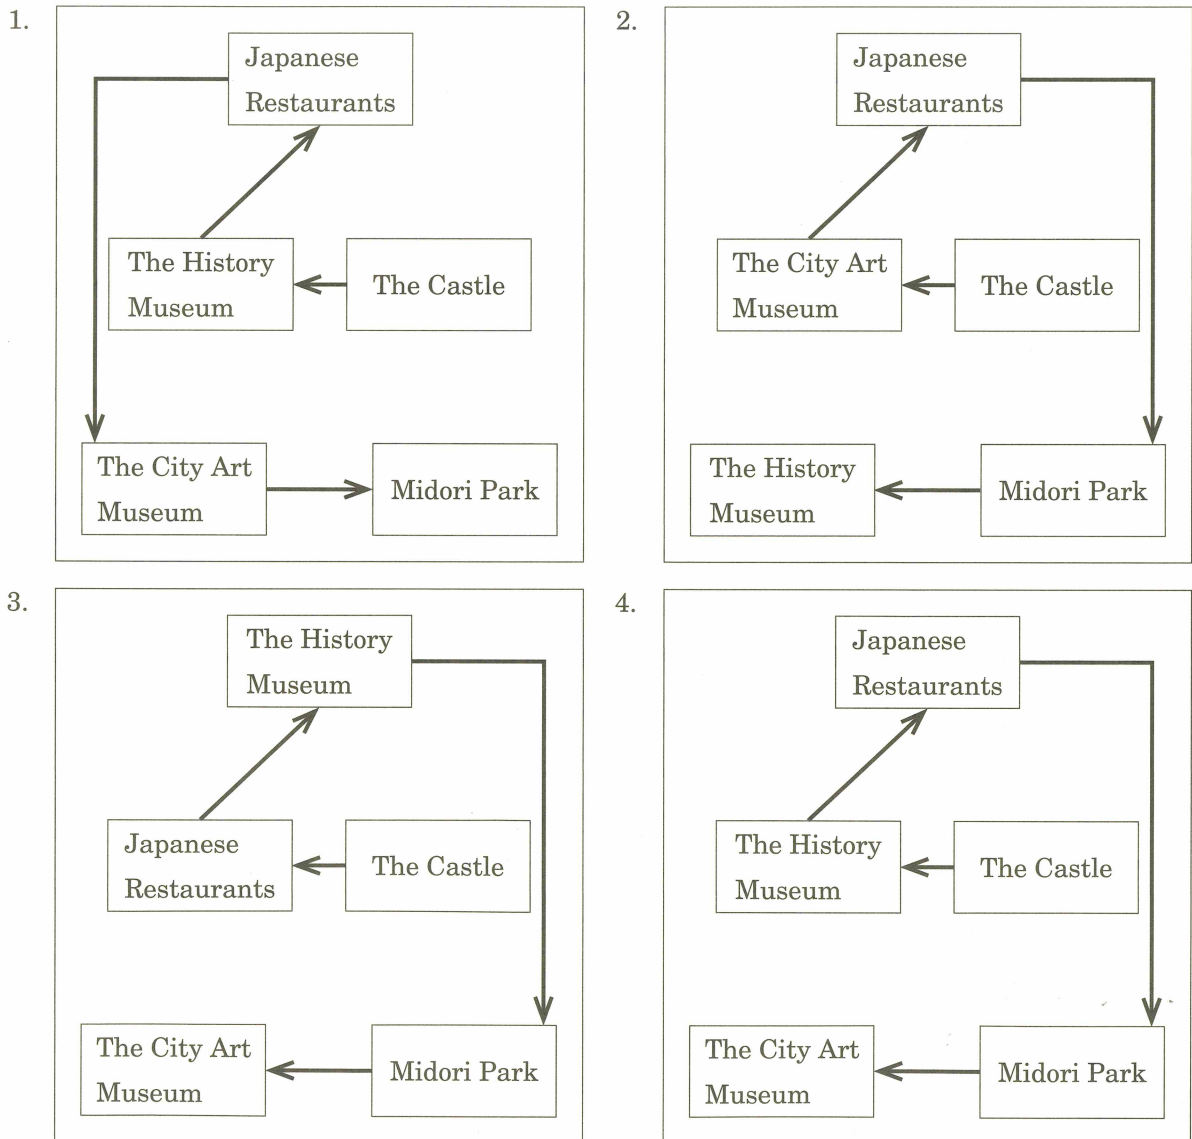 1.
Japanese
Restaurants
The History
Museum
The Castle
The City Art
Museum
Midori Park
2.
Japanese
Restaurants
The City Art
Museum
The Castle
The History
Museum
Midori Park
3.
The History
Museum
Japanese
Restaurants
The Castle
The City Art
Museum
Midori Park
4.
Japanese
Restaurants
The History
Museum
The Castle
The City Art
Museum
Midori Park